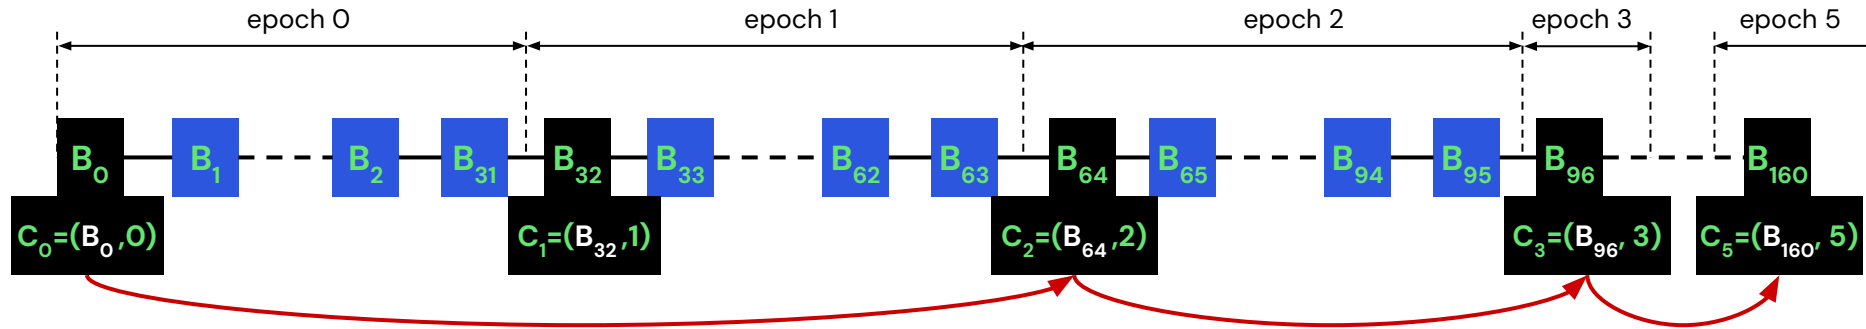 epoch 0 epoch 1 epoch 2 epoch 3 epoch 5
B₀ B₁ B₂ B₃₁ B₃₂ B₃₃ B₆₂ B₆₃ B₆₄ B₆₅ B₉₄ B₉₅ B₉₆ B₁₆₀
C₀=(B₀,0) C₁=(B₃₂,1) C₂=(B₆₄,2) C₃=(B₉₆, 3) C₅=(B₁₆₀, 5)